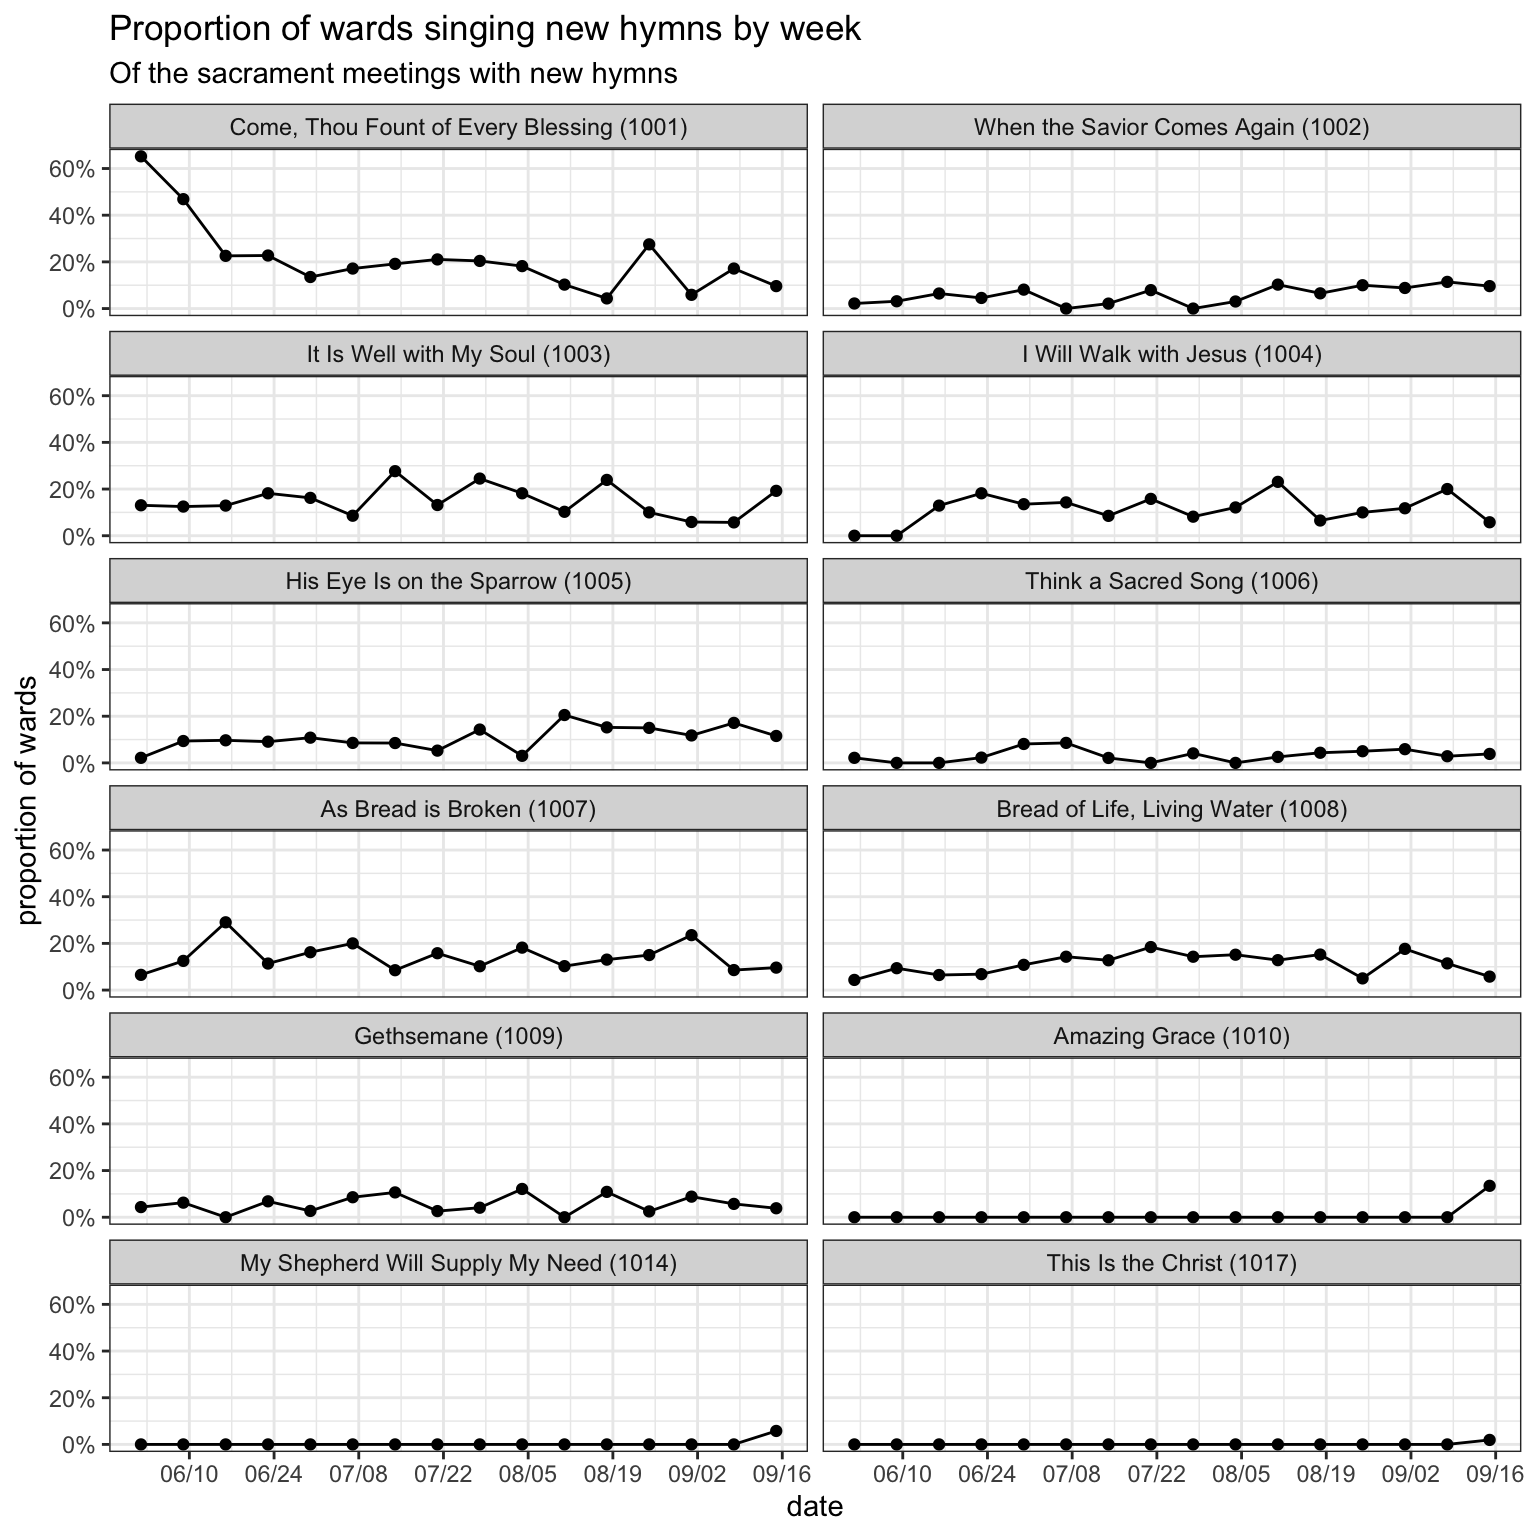 Proportion of wards singing new hymns by week
Of the sacrament meetings with new hymns
Come, Thou Fount of Every Blessing (1001)
When the Savior Comes Again (1002)
60%
40%
20%
0%
It Is Well with My Soul (1003)
I Will Walk with Jesus (1004)
60%
40%
20%
0%
His Eye Is on the Sparrow (1005)
Think a Sacred Song (1006)
60%
40%
20%
0%
proportion of wards
As Bread is Broken (1007)
Bread of Life, Living Water (1008)
60%
40%
20%
0%
Gethsemane (1009)
Amazing Grace (1010)
60%
40%
20%
0%
My Shepherd Will Supply My Need (1014)
This Is the Christ (1017)
60%
40%
20%
0%
06/10 06/24 07/08 07/22 08/05 08/19 09/02 09/16
06/10 06/24 07/08 07/22 08/05 08/19 09/02 09/16
date